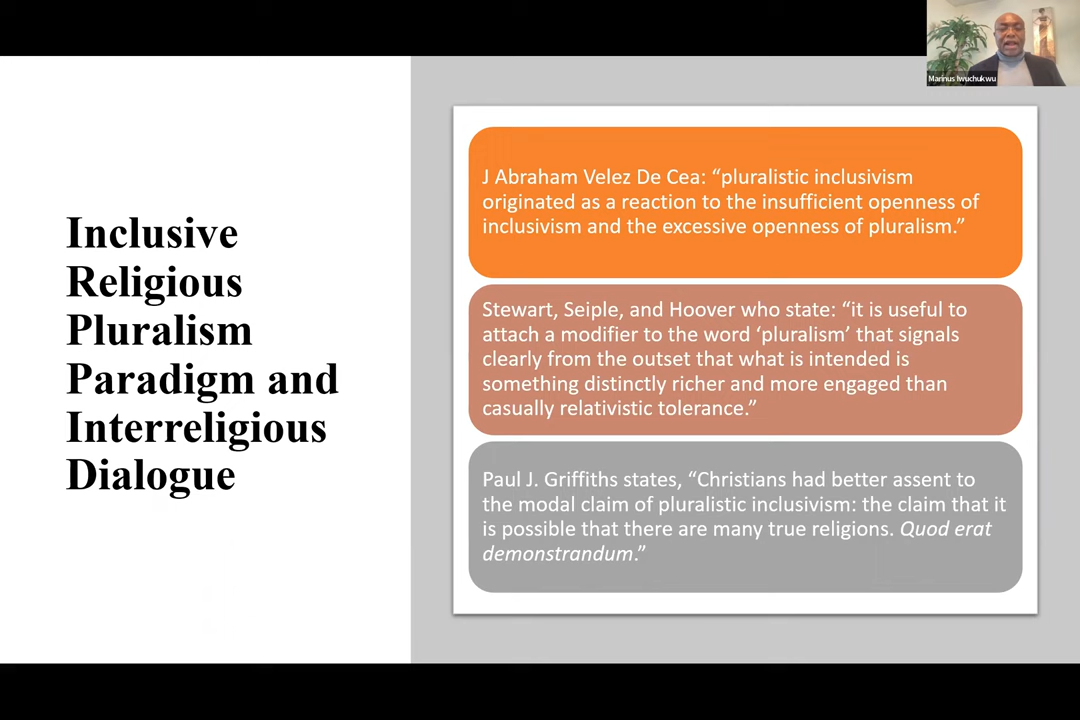 Marinus Iwuchukwu
Inclusive
Religious
Pluralism
Paradigm and
Interreligious
Dialogue
J Abraham Velez De Cea: “pluralistic inclusivism
originated as a reaction to the insufficient openness of
inclusivism and the excessive openness of pluralism.”
Stewart, Seiple, and Hoover who state: “it is useful to
attach a modifier to the word ‘pluralism’ that signals
clearly from the outset that what is intended is
something distinctly richer and more engaged than
casually relativistic tolerance.”
Paul J. Griffiths states, “Christians had better assent to
the modal claim of pluralistic inclusivism: the claim that it
is possible that there are many true religions. Quod erat
demonstrandum.”